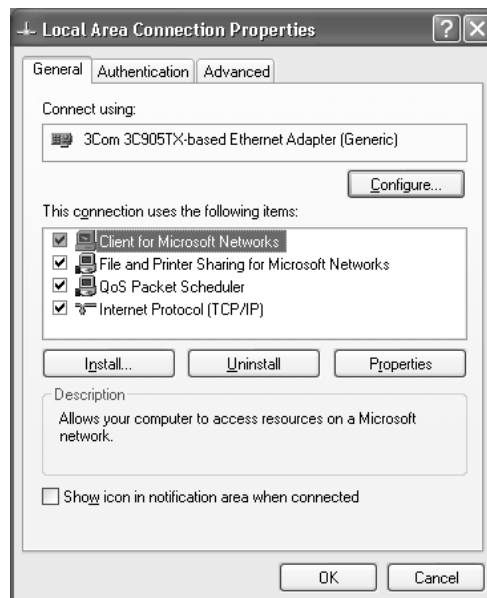 Local Area Connection Properties
General Authentication Advanced
Connect using:
3Com 3C905TX-based Ethernet Adapter (Generic)
Configure...
This connection uses the following items:
Client for Microsoft Networks
File and Printer Sharing for Microsoft Networks
QoS Packet Scheduler
Internet Protocol (TCP/IP)
Install... Uninstall Properties
Description
Allows your computer to access resources on a Microsoft
network.
Show icon in notification area when connected
OK Cancel